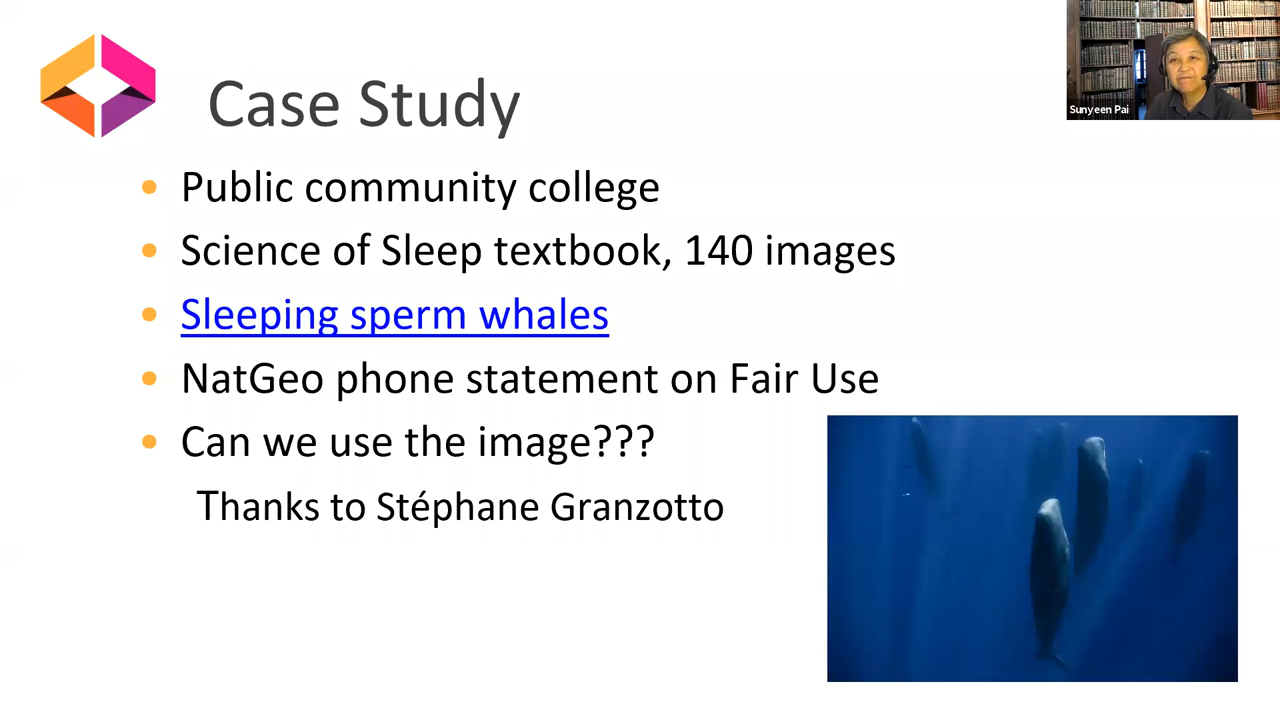 Case Study
Public community college
Science of Sleep textbook, 140 images
Sleeping sperm whales
NatGeo phone statement on Fair Use
Can we use the image???
Thanks to Stéphane Granzotto
Sunyeen Pai